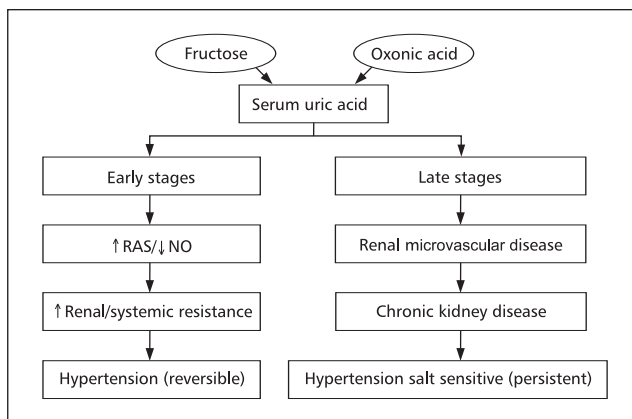 Fructose
Oxonic acid
Serum uric acid
Early stages
Late stages
↑RAS/↓NO
Renal microvascular disease
↑Renal/systemic resistance
Chronic kidney disease
Hypertension (reversible)
Hypertension salt sensitive (persistent)